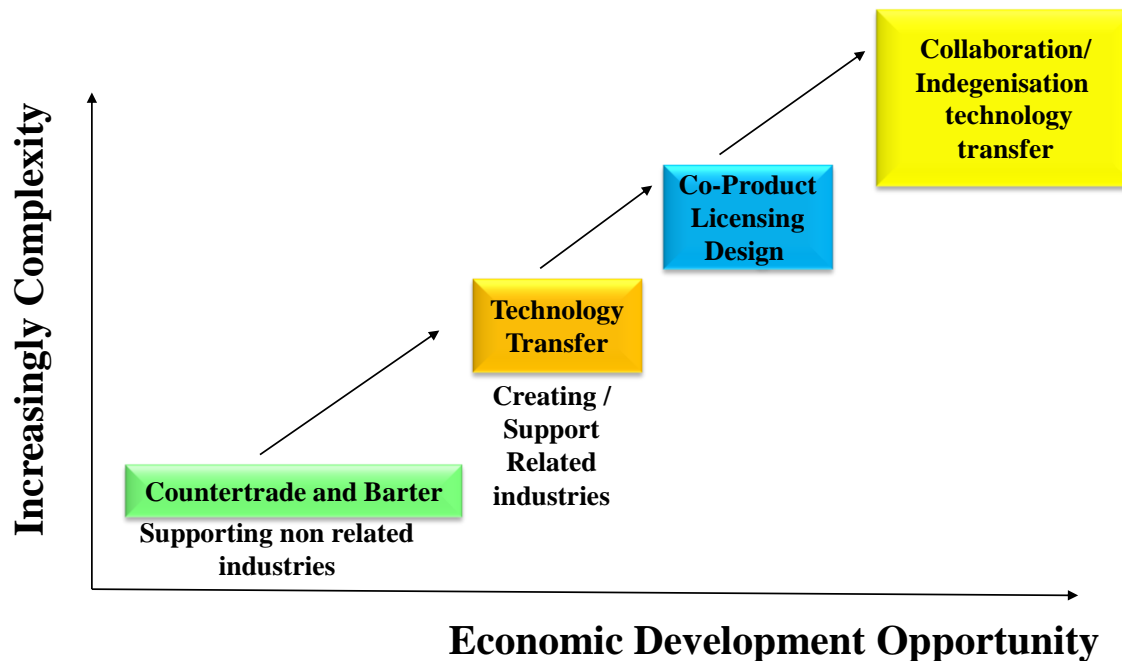 Increasingly Complexity
Collaboration/
Indegenisation
technology
transfer
Co-Product
Licensing
Design
Technology
Transfer
Creating /
Support
Related
industries
Countertrade and Barter
Supporting non related
industries
Economic Development Opportunity